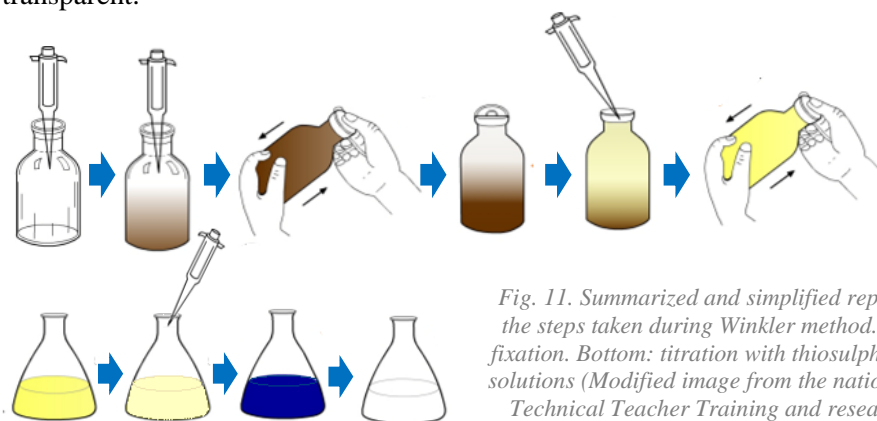 transparent.
Fig. 11. Summarized and simplified rep
the steps taken during Winkler method.
fixation. Bottom: titration with thiosulph
solutions (Modified image from the natio
Technical Teacher Training and resea